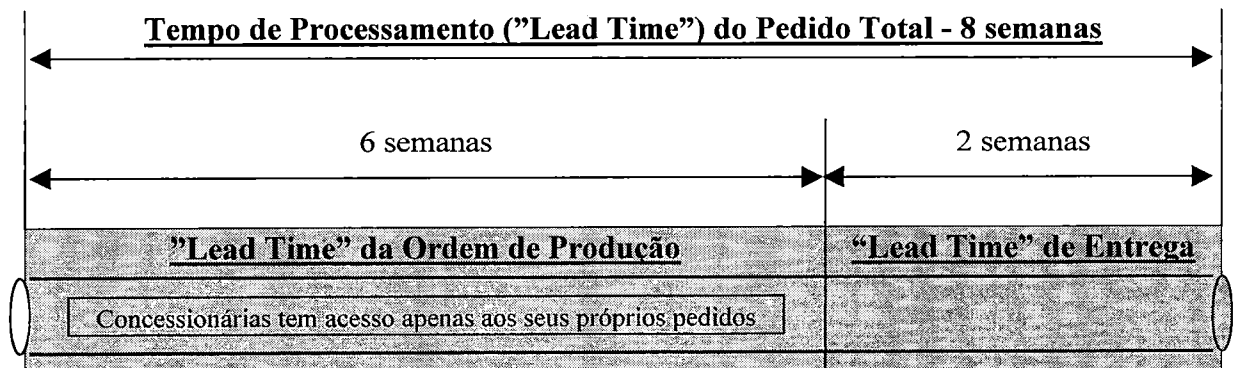 Tempo de Processamento (”Lead Time”) do Pedido Total - 8 semanas
6 semanas
2 semanas
”Lead Time” da Ordem de Produção
“Lead Time” de Entrega
Concessionárias tem acesso apenas aos seus próprios pedidos